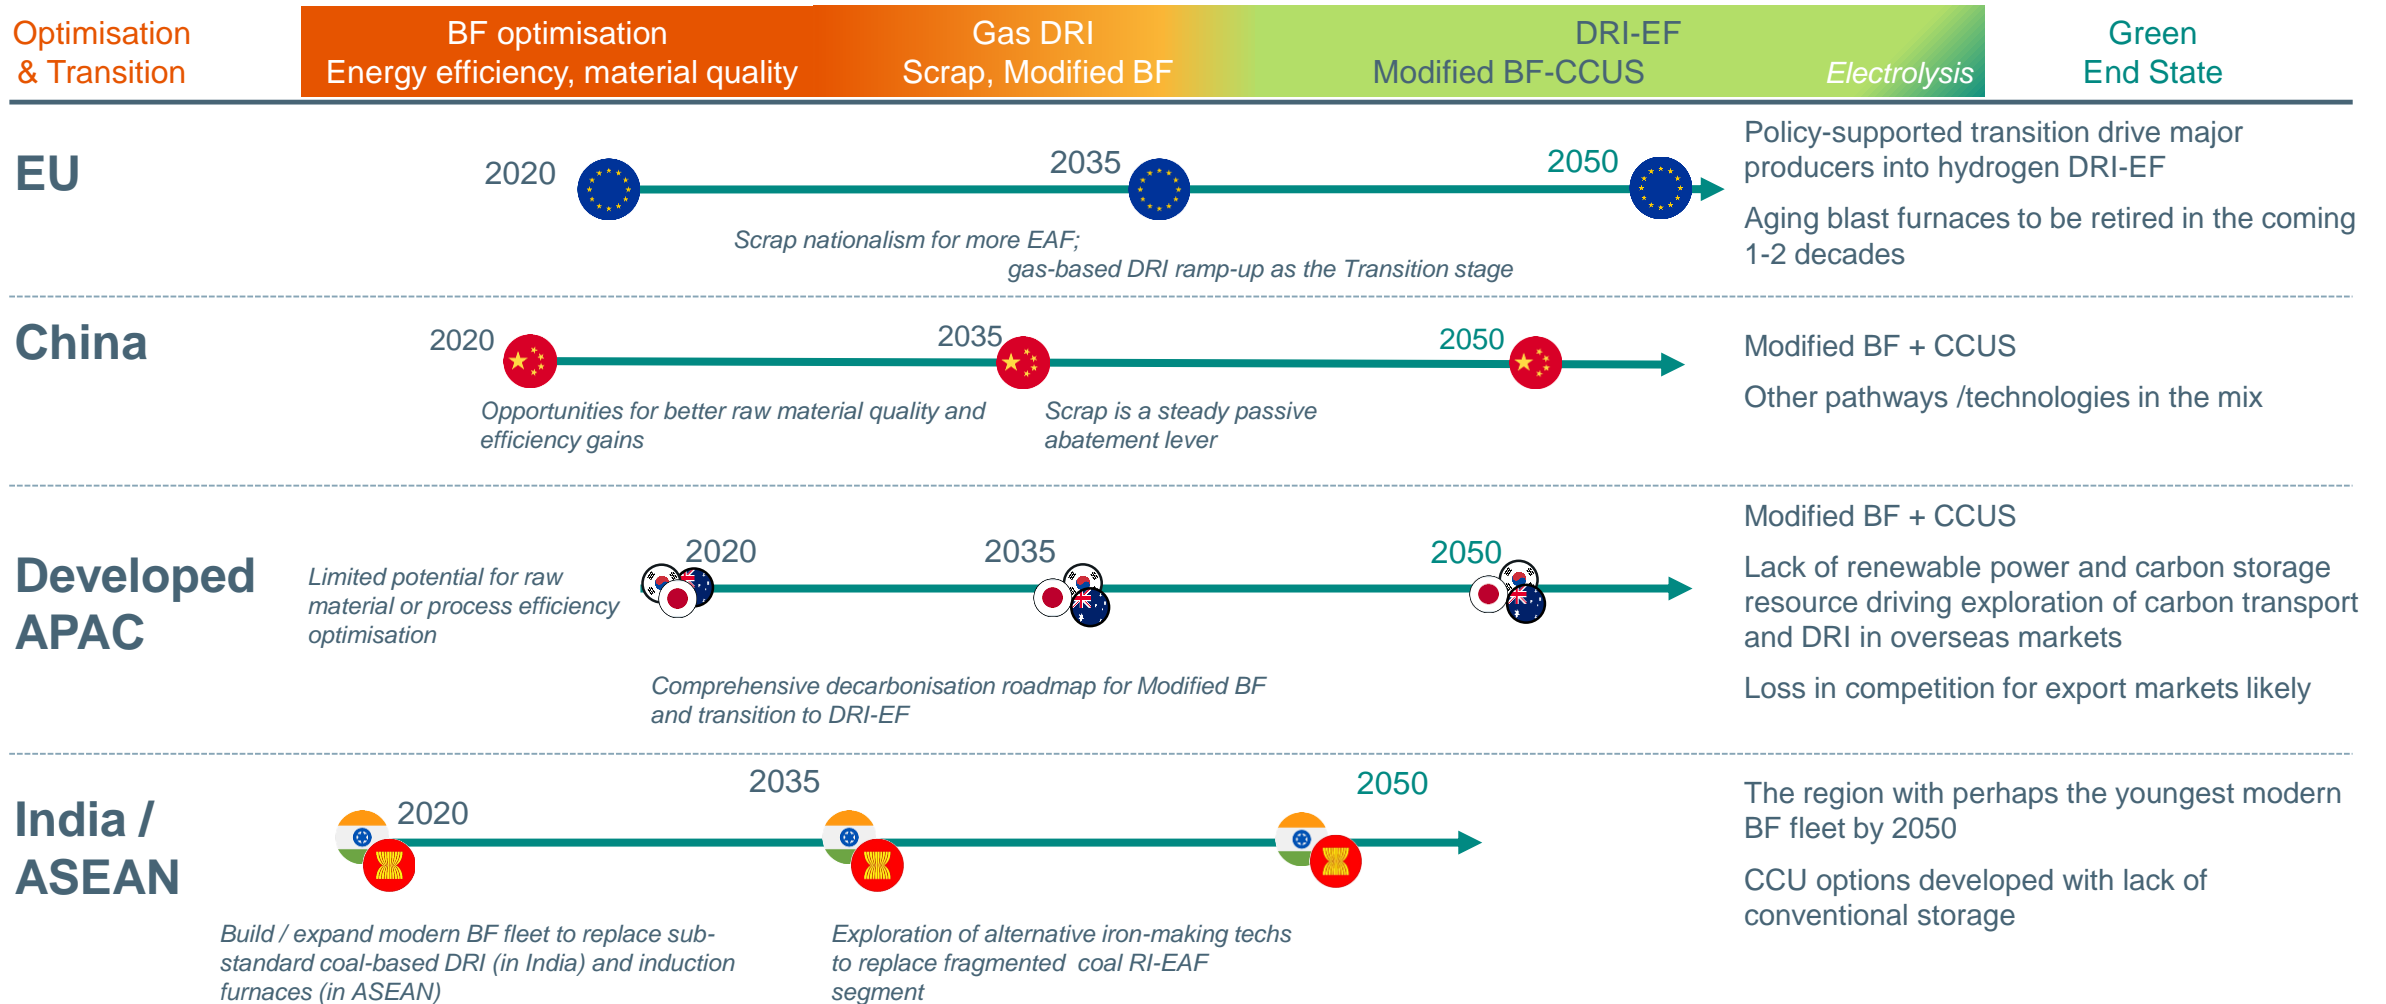 Optimisation
& Transition
BF optimisation
Energy efficiency, material quality
Gas DRI
Scrap, Modified BF
DRI-EF
Modified BF-CCUS
Electrolysis
Green
End State
EU
2020
2035
2050
Scrap nationalism for more EAF;
gas-based DRI ramp-up as the Transition stage
Policy-supported transition drive major
producers into hydrogen DRI-EF
Aging blast furnaces to be retired in the coming
1-2 decades
China
2020
2035
2050
Opportunities for better raw material quality and
efficiency gains
Scrap is a steady passive
abatement lever
Modified BF + CCUS
Other pathways /technologies in the mix
Developed
APAC
Limited potential for raw
material or process efficiency
optimisation
2020
2035
2050
Comprehensive decarbonisation roadmap for Modified BF
and transition to DRI-EF
Modified BF + CCUS
Lack of renewable power and carbon storage
resource driving exploration of carbon transport
and DRI in overseas markets
Loss in competition for export markets likely
India /
ASEAN
2020
2035
2050
Build / expand modern BF fleet to replace sub-
standard coal-based DRI (in India) and induction
furnaces (in ASEAN)
Exploration of alternative iron-making techs
to replace fragmented  coal RI-EAF
segment
The region with perhaps the youngest modern
BF fleet by 2050
CCU options developed with lack of
conventional storage